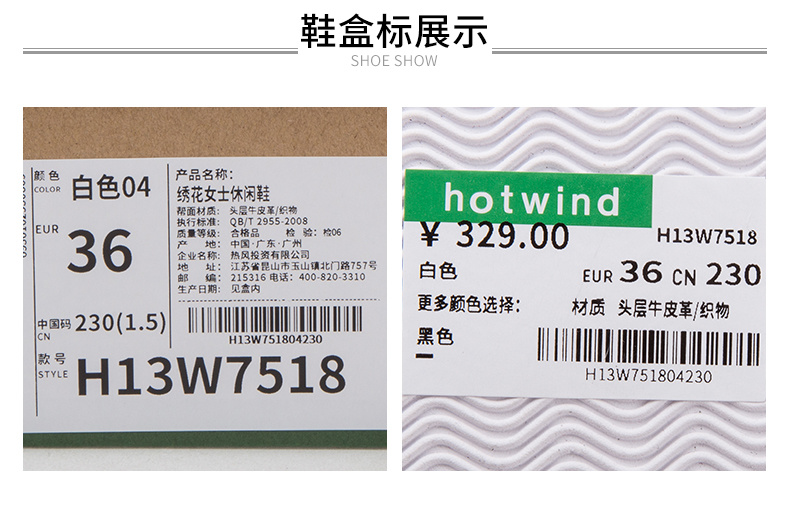 鞋盒标展示
SHOE SHOW
颜 色
COLOR
白色04
EUR
36
中国码
CN
230(1.5)
款 号
STYLE
H13W7518
产品名称:
绣花女士休闲鞋
帮面材质: 头层牛皮革/织物
执行标准: QB/T 2955-2008
质量等级: 合格品 检 验: 检06
产 地: 中国·广东·广州
企业名称: 热风投资有限公司
地 址: 江苏省昆山市玉山镇北门路757号
邮 编: 215316 电话: 400-820-3310
生产日期: 见盒内
H13W751804230
hotwind
¥ 329.00
H13W7518
白色
EUR 36 CN 230
更多颜色选择:
材质 头层牛皮革/织物
黑色
H13W751804230